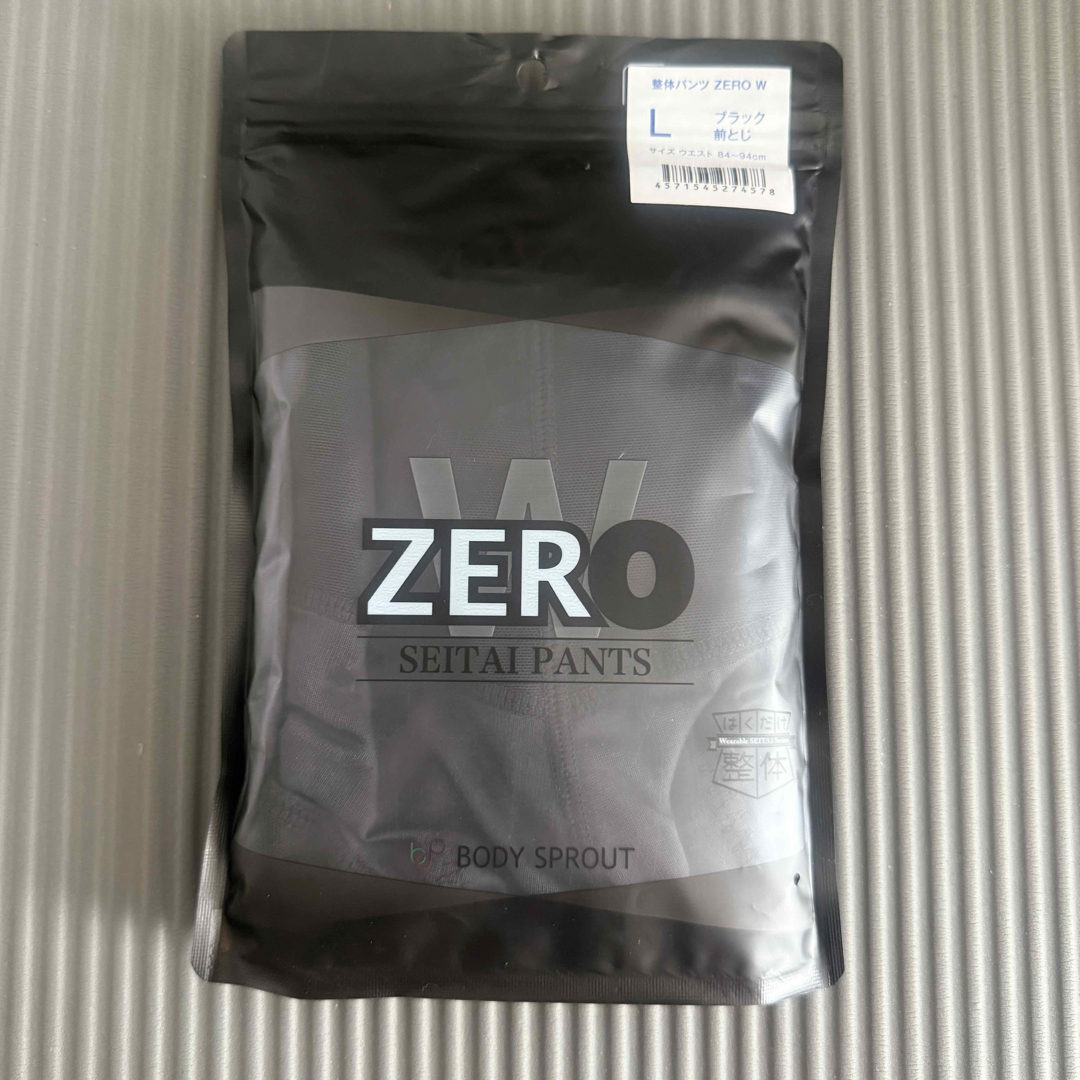 整体パンツ ZERO W
L
ブラック
前とじ
サイズ ウエスト 84〜94cm
4571545274578
W
ZERO
SEITAI PANTS
はくだけ
Wearable SEITAI
整体
BODY SPROUT